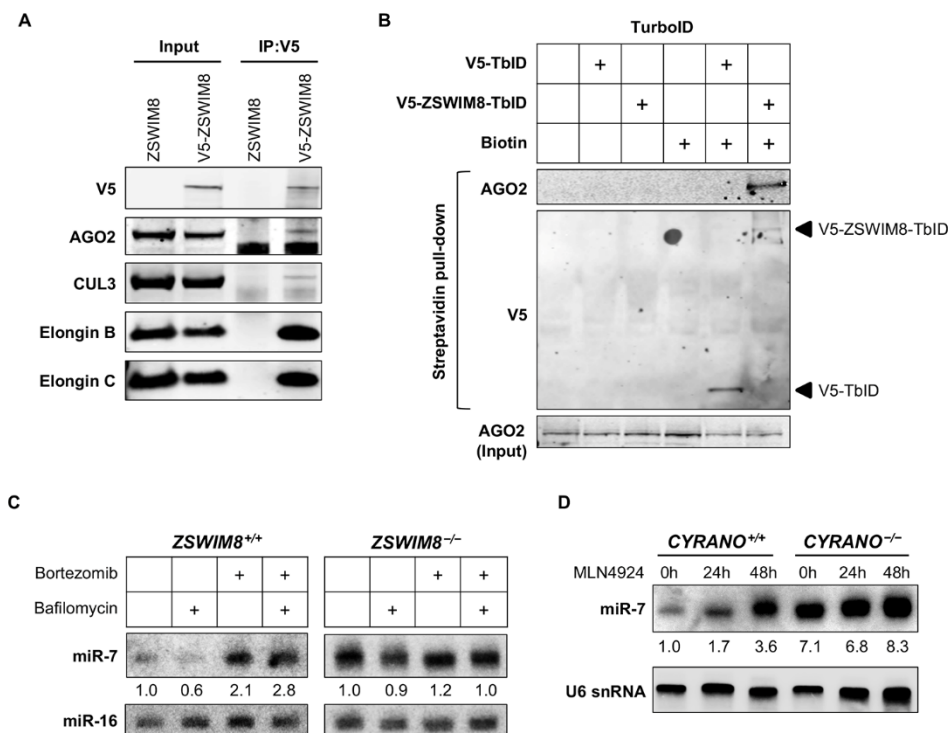 A
Input IP:V5
ZSWIM8 V5-ZSWIM8 ZSWIM8 V5-ZSWIM8
V5
AGO2
CUL3
Elongin B
Elongin C
B
TurboID
V5-TbID + +
V5-ZSWIM8-TbID + +
Biotin + + +
Streptavidin pull-down
AGO2
V5-ZSWIM8-TbID
V5
V5-TbID
AGO2
(Input)
C
ZSWIM8+/+ ZSWIM8−/−
Bortezomib + + + +
Bafilomycin + + + +
miR-7
1.0 0.6 2.1 2.8 1.0 0.9 1.2 1.0
miR-16
D
CYRANO+/+ CYRANO−/−
MLN4924 0h 24h 48h 0h 24h 48h
miR-7
1.0 1.7 3.6 7.1 6.8 8.3
U6 snRNA